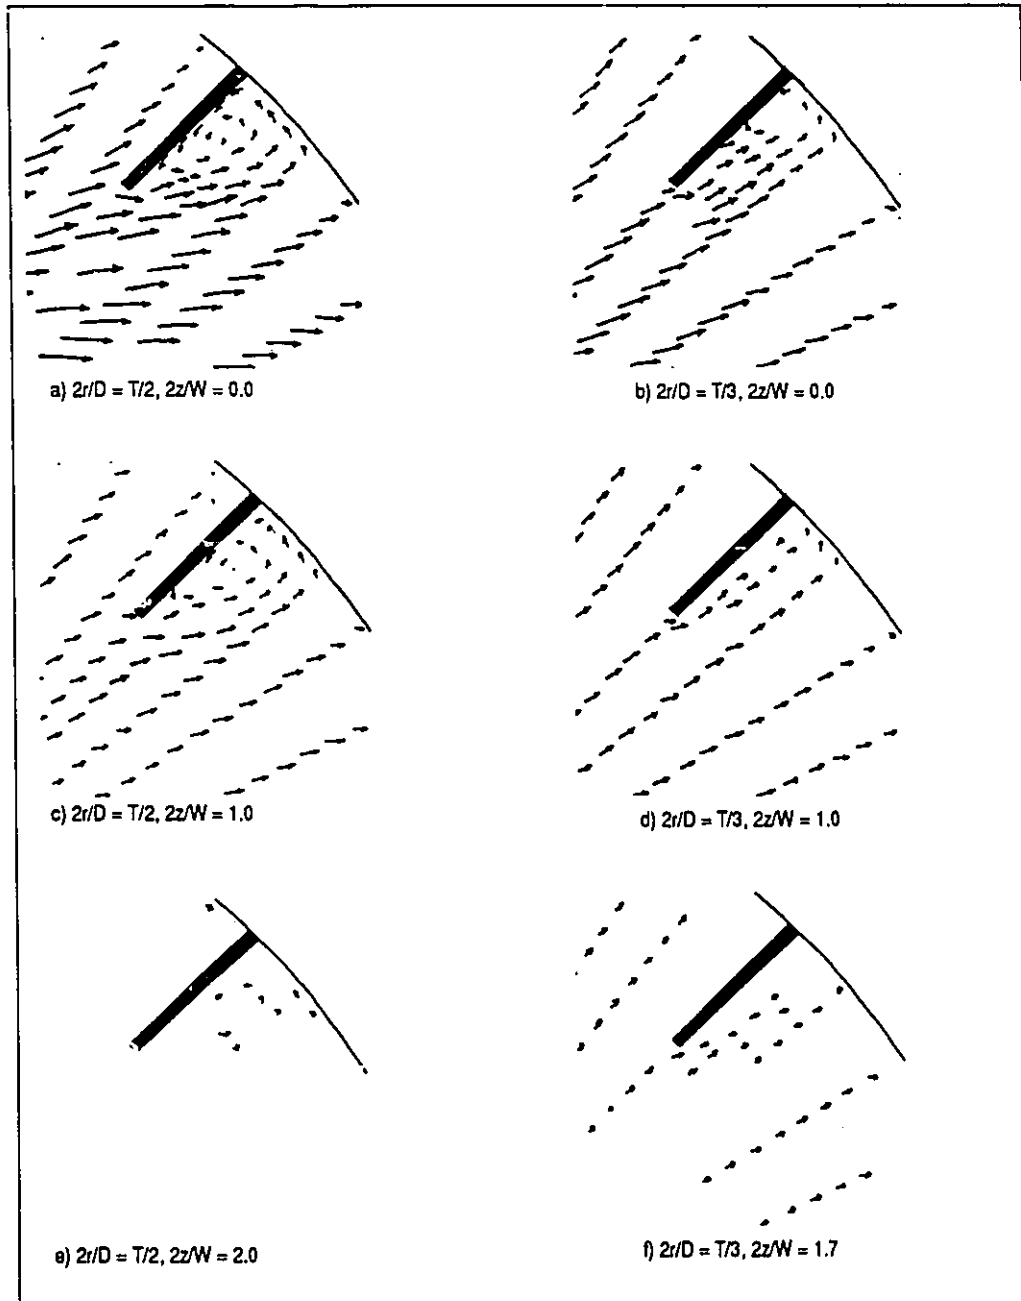 a) 2r/D = T/2, 2z/W = 0.0
b) 2r/D = T/3, 2z/W = 0.0
c) 2r/D = T/2, 2z/W = 1.0
d) 2r/D = T/3, 2z/W = 1.0
e) 2r/D = T/2, 2z/W = 2.0
f) 2r/D = T/3, 2z/W = 1.7